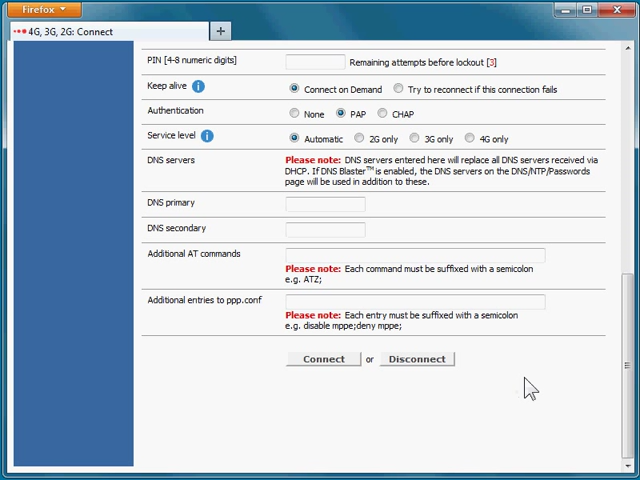 Firefox
4G, 3G, 2G: Connect
PIN [4-8 numeric digits] Remaining attempts before lockout [3]
Keep alive i Connect on Demand Try to reconnect if this connection fails
Authentication None PAP CHAP
Service level i Automatic 2G only 3G only 4G only
DNS servers Please note: DNS servers entered here will replace all DNS servers received via
DHCP. If DNS Blaster™ is enabled, the DNS servers on the DNS/NTP/Passwords
page will be used in addition to these.
DNS primary
DNS secondary
Additional AT commands
Please note: Each command must be suffixed with a semicolon
e.g. ATZ;
Additional entries to ppp.conf
Please note: Each entry must be suffixed with a semicolon
e.g. disable mppe;deny mppe;
Connect or Disconnect